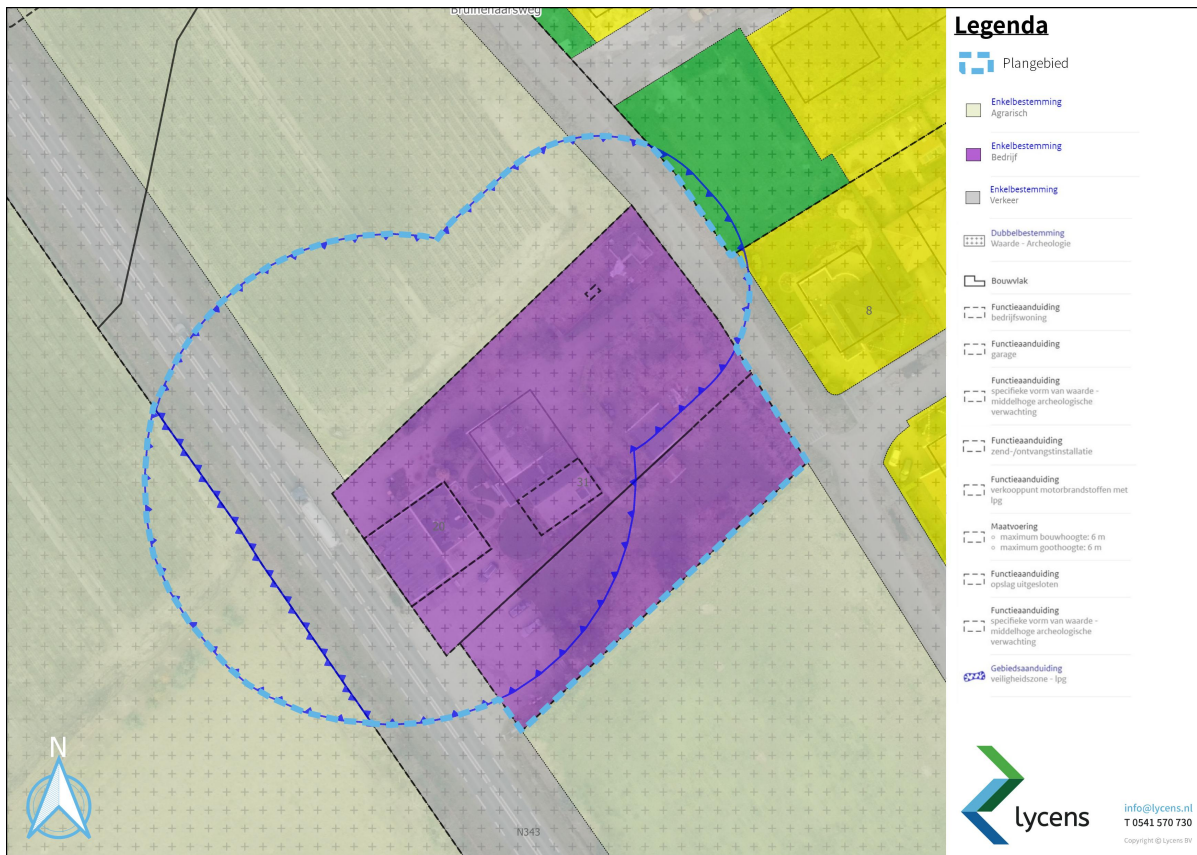 Bruinehaarsweg
8
31
N343
N
Legenda
Plangebied
Enkelbestemming
Agrarisch
Enkelbestemming
Bedrijf
Enkelbestemming
Verkeer
Dubbelbestemming
Waarde - Archeologie
Bouwvlak
Functieaanduiding
bedrijfswoning
Functieaanduiding
garage
Functieaanduiding
specifieke vorm van waarde -
middelhoge archeologische
verwachting
Functieaanduiding
zend-/ontvangstinstallatie
Functieaanduiding
verkooppunt motorbrandstoffen met
lpg
Maatvoering
maximum bouwhoogte: 6 m
maximum goothoogte: 6 m
Functieaanduiding
opslag uitgesloten
Functieaanduiding
specifieke vorm van waarde -
middelhoge archeologische
verwachting
Gebiedsaanduiding
veiligheidszone - lpg
lycens
info@lycens.nl
T 0541 570 730
Copyright © Lycens BV